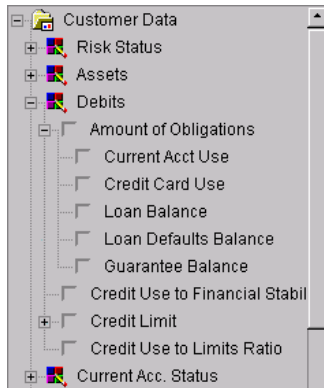 Customer Data
Risk Status
Assets
Debits
Amount of Obligations
Current Acct Use
Credit Card Use
Loan Balance
Loan Defaults Balance
Guarantee Balance
Credit Use to Financial Stabil
Credit Limit
Credit Use to Limits Ratio
Current Acc. Status